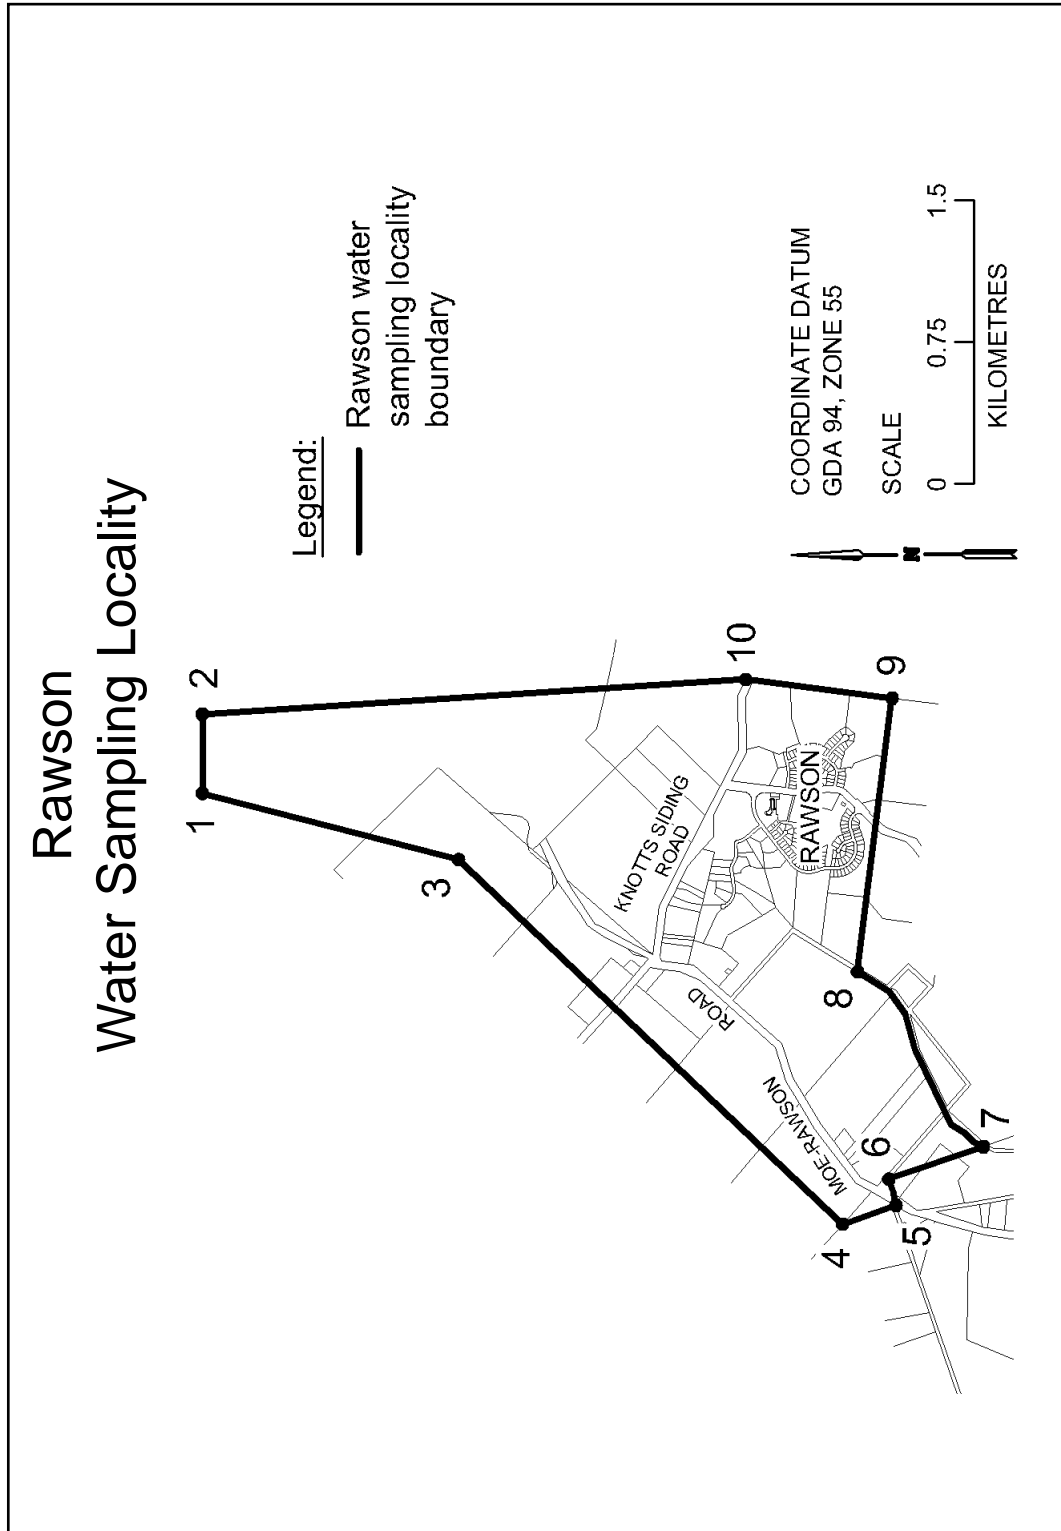 Rawson
Water Sampling Locality
Legend:
Rawson water
sampling locality
boundary
1
2
3
4
5
6
7
8
9
10
KNOTTS SIDING
ROAD
MOE-RAWSON
ROAD
RAWSON
COORDINATE DATUM
GDA 94, ZONE 55
SCALE
0 0.75 1.5
KILOMETRES
N